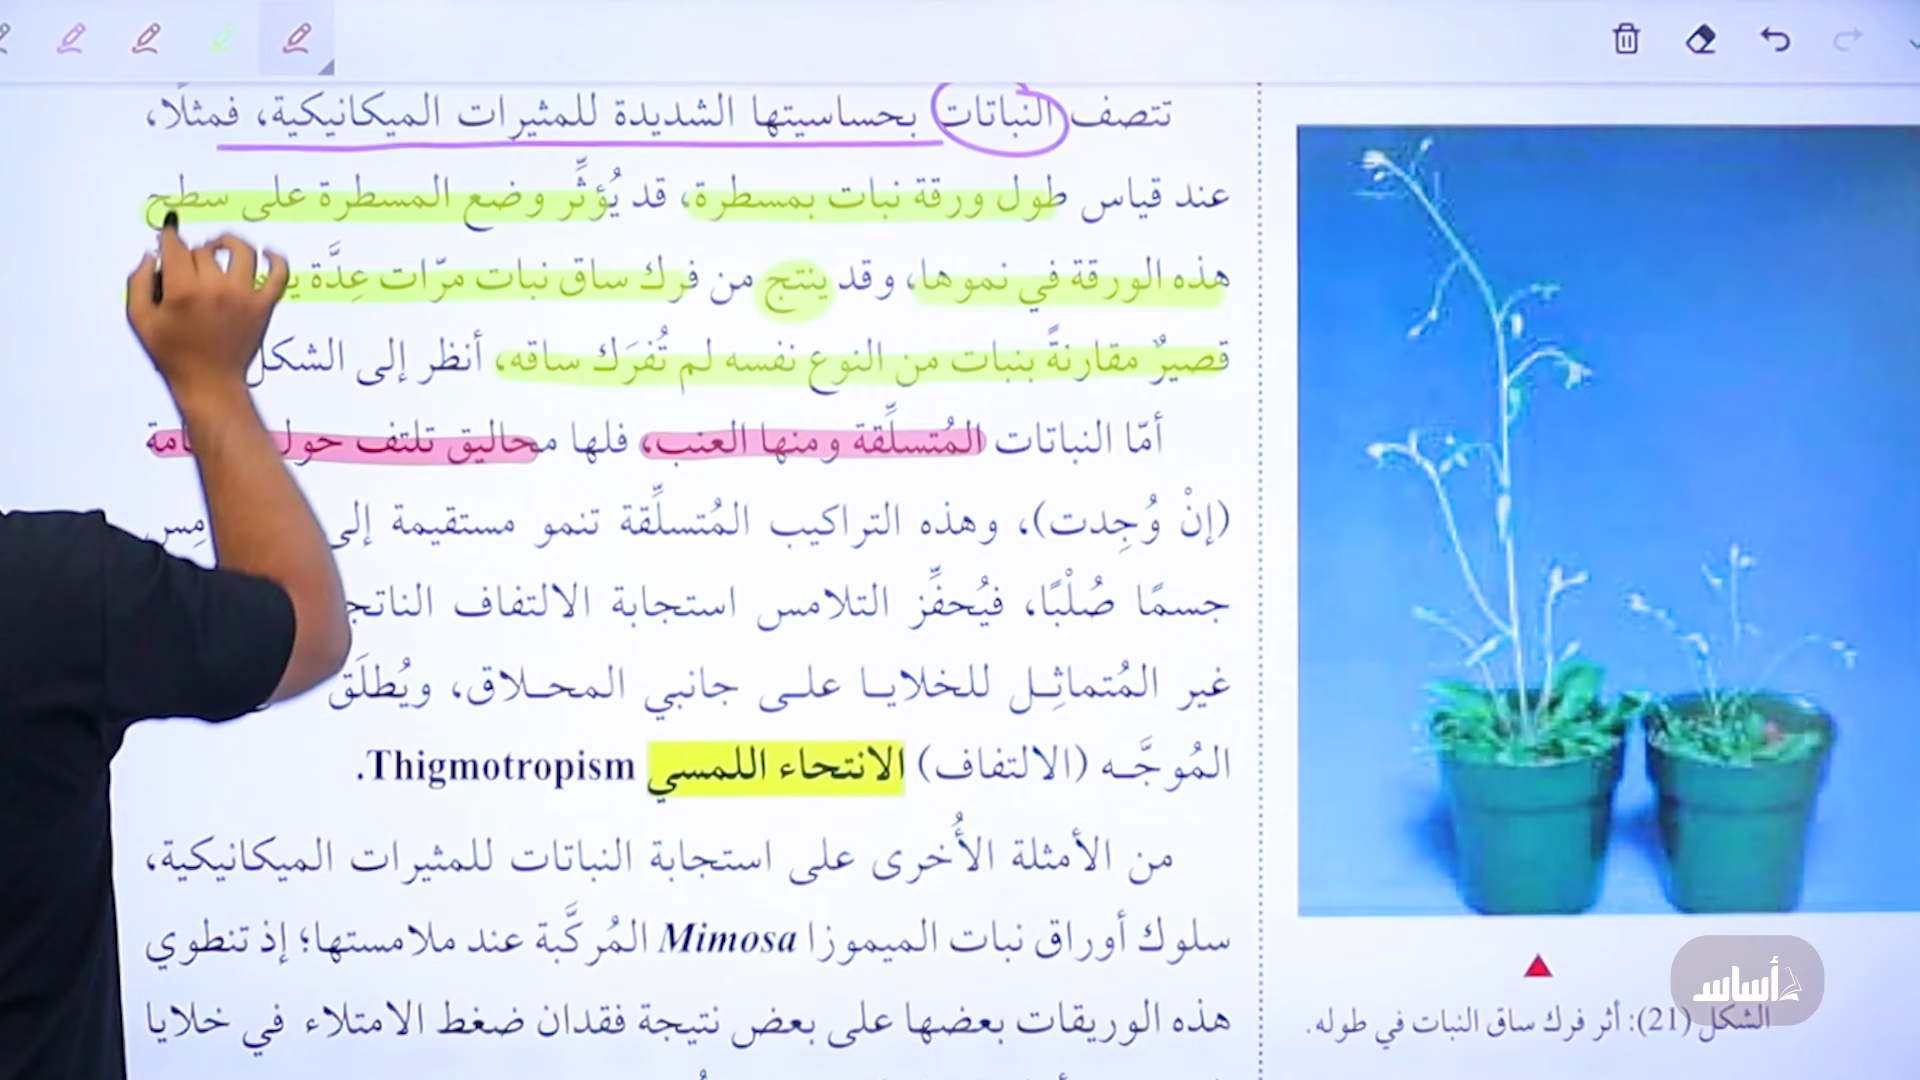 تتصف النباتات بحساسيتها الشديدة للمثيرات الميكانيكية، فمثلًا،
عند قياس طول ورقة نبات بمسطرة، قد يُؤثِّر وضع المسطرة على سطح
هذه الورقة في نموها، وقد ينتج من فرك ساق نبات مرّات عِدَّة
قصيرٌ مقارنةً بنبات من النوع نفسه لم تُفرَك ساقه، أنظر إلى الشكل
أمّا النباتات المُتسلِّقة ومنها العنب، فلها محاليق تلتف حول
(إنْ وُجِدت)، وهذه التراكيب المُتسلِّقة تنمو مستقيمة إلى
جسمًا صُلْبًا، فيُحفِّز التلامس استجابة الالتفاف الناتج
غير المُتماثِل للخلايا على جانبي المحلاق، ويُطلَق
المُوجَّه (الالتفاف) الانتحاء اللمسي Thigmotropism.
من الأمثلة الأُخرى على استجابة النباتات للمثيرات الميكانيكية،
سلوك أوراق نبات الميموزا Mimosa المُركَّبة عند ملامستها؛ إذ تنطوي
هذه الوريقات بعضها على بعض نتيجة فقدان ضغط الامتلاء في خلايا
أساس
الشكل (21): أثر فرك ساق النبات في طوله.